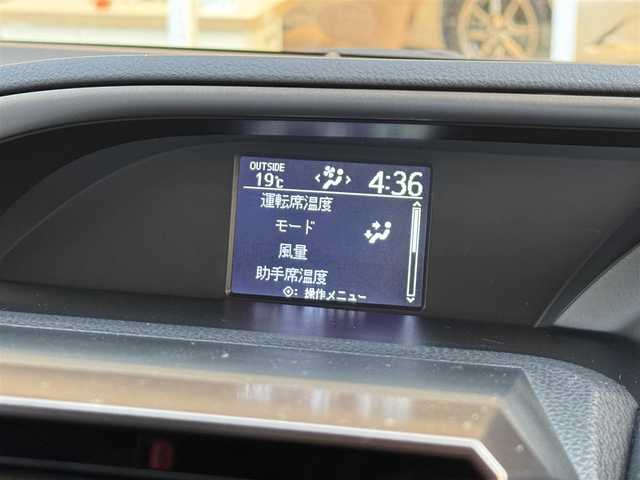 OUTSIDE
19℃ 4:36
運転席温度
モード
風量
助手席温度
: 操作メニュー